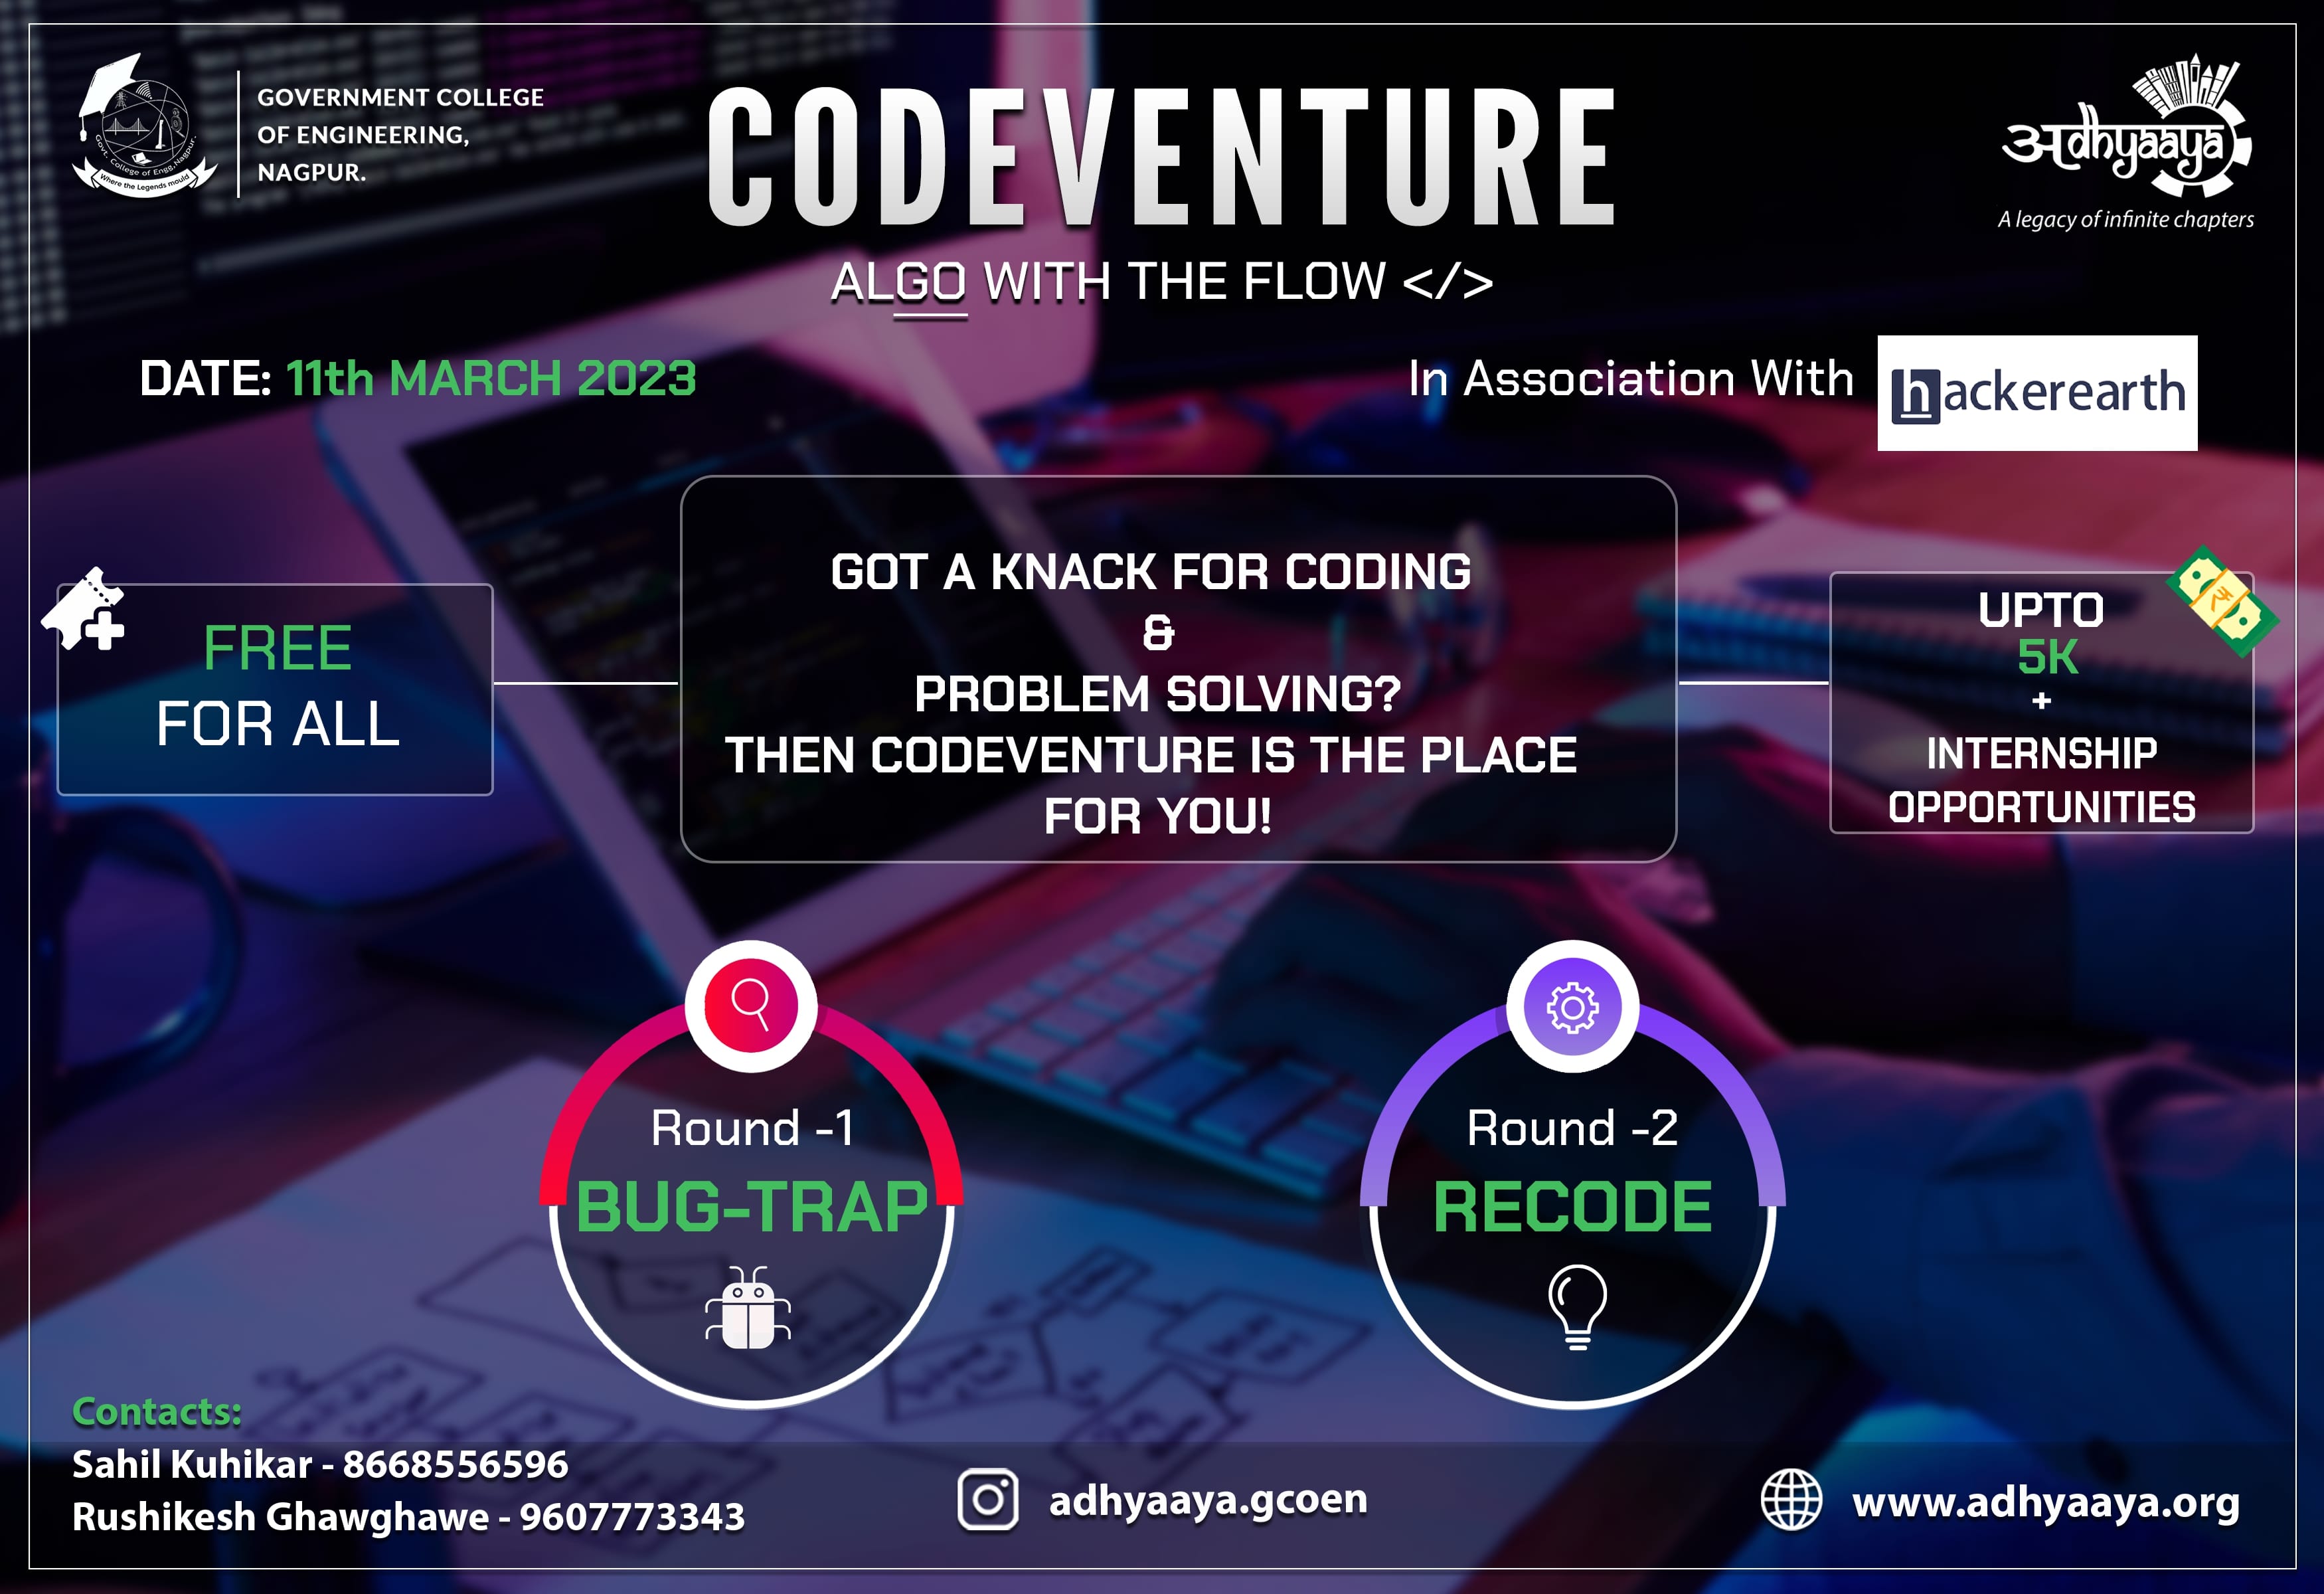 GOVERNMENT COLLEGE
OF ENGINEERING,
NAGPUR.
Govt. College of Engg, Nagpur.
Where the Legends mould
CODEVENTURE
ALGO WITH THE FLOW </>
अdhyaaya
A legacy of infinite chapters
DATE: 11th MARCH 2023
In Association With
hackerearth
FREE
FOR ALL
GOT A KNACK FOR CODING
&
PROBLEM SOLVING?
THEN CODEVENTURE IS THE PLACE
FOR YOU!
UPTO
5K
+
INTERNSHIP
OPPORTUNITIES
₹
Round -1
BUG-TRAP
Round -2
RECODE
Contacts:
Sahil Kuhikar - 8668556596
Rushikesh Ghawghawe - 9607773343
adhyaaya.gcoen
www.adhyaaya.org